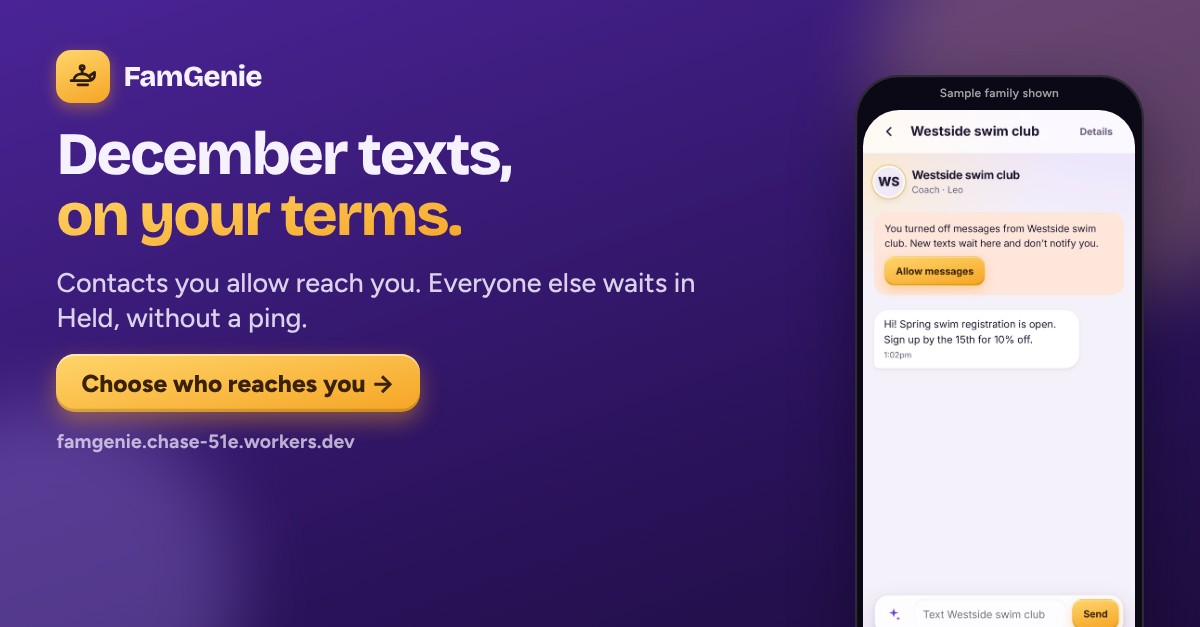 FamGenie
December texts,
on your terms.
Contacts you allow reach you. Everyone else waits in
Held, without a ping.
Choose who reaches you →
famgenie.chase-51e.workers.dev
Sample family shown
Westside swim club
Details
WS
Westside swim club
Coach · Leo
You turned off messages from Westside swim
club. New texts wait here and don't notify you.
Allow messages
Hi! Spring swim registration is open.
Sign up by the 15th for 10% off.
1:02pm
Text Westside swim club
Send